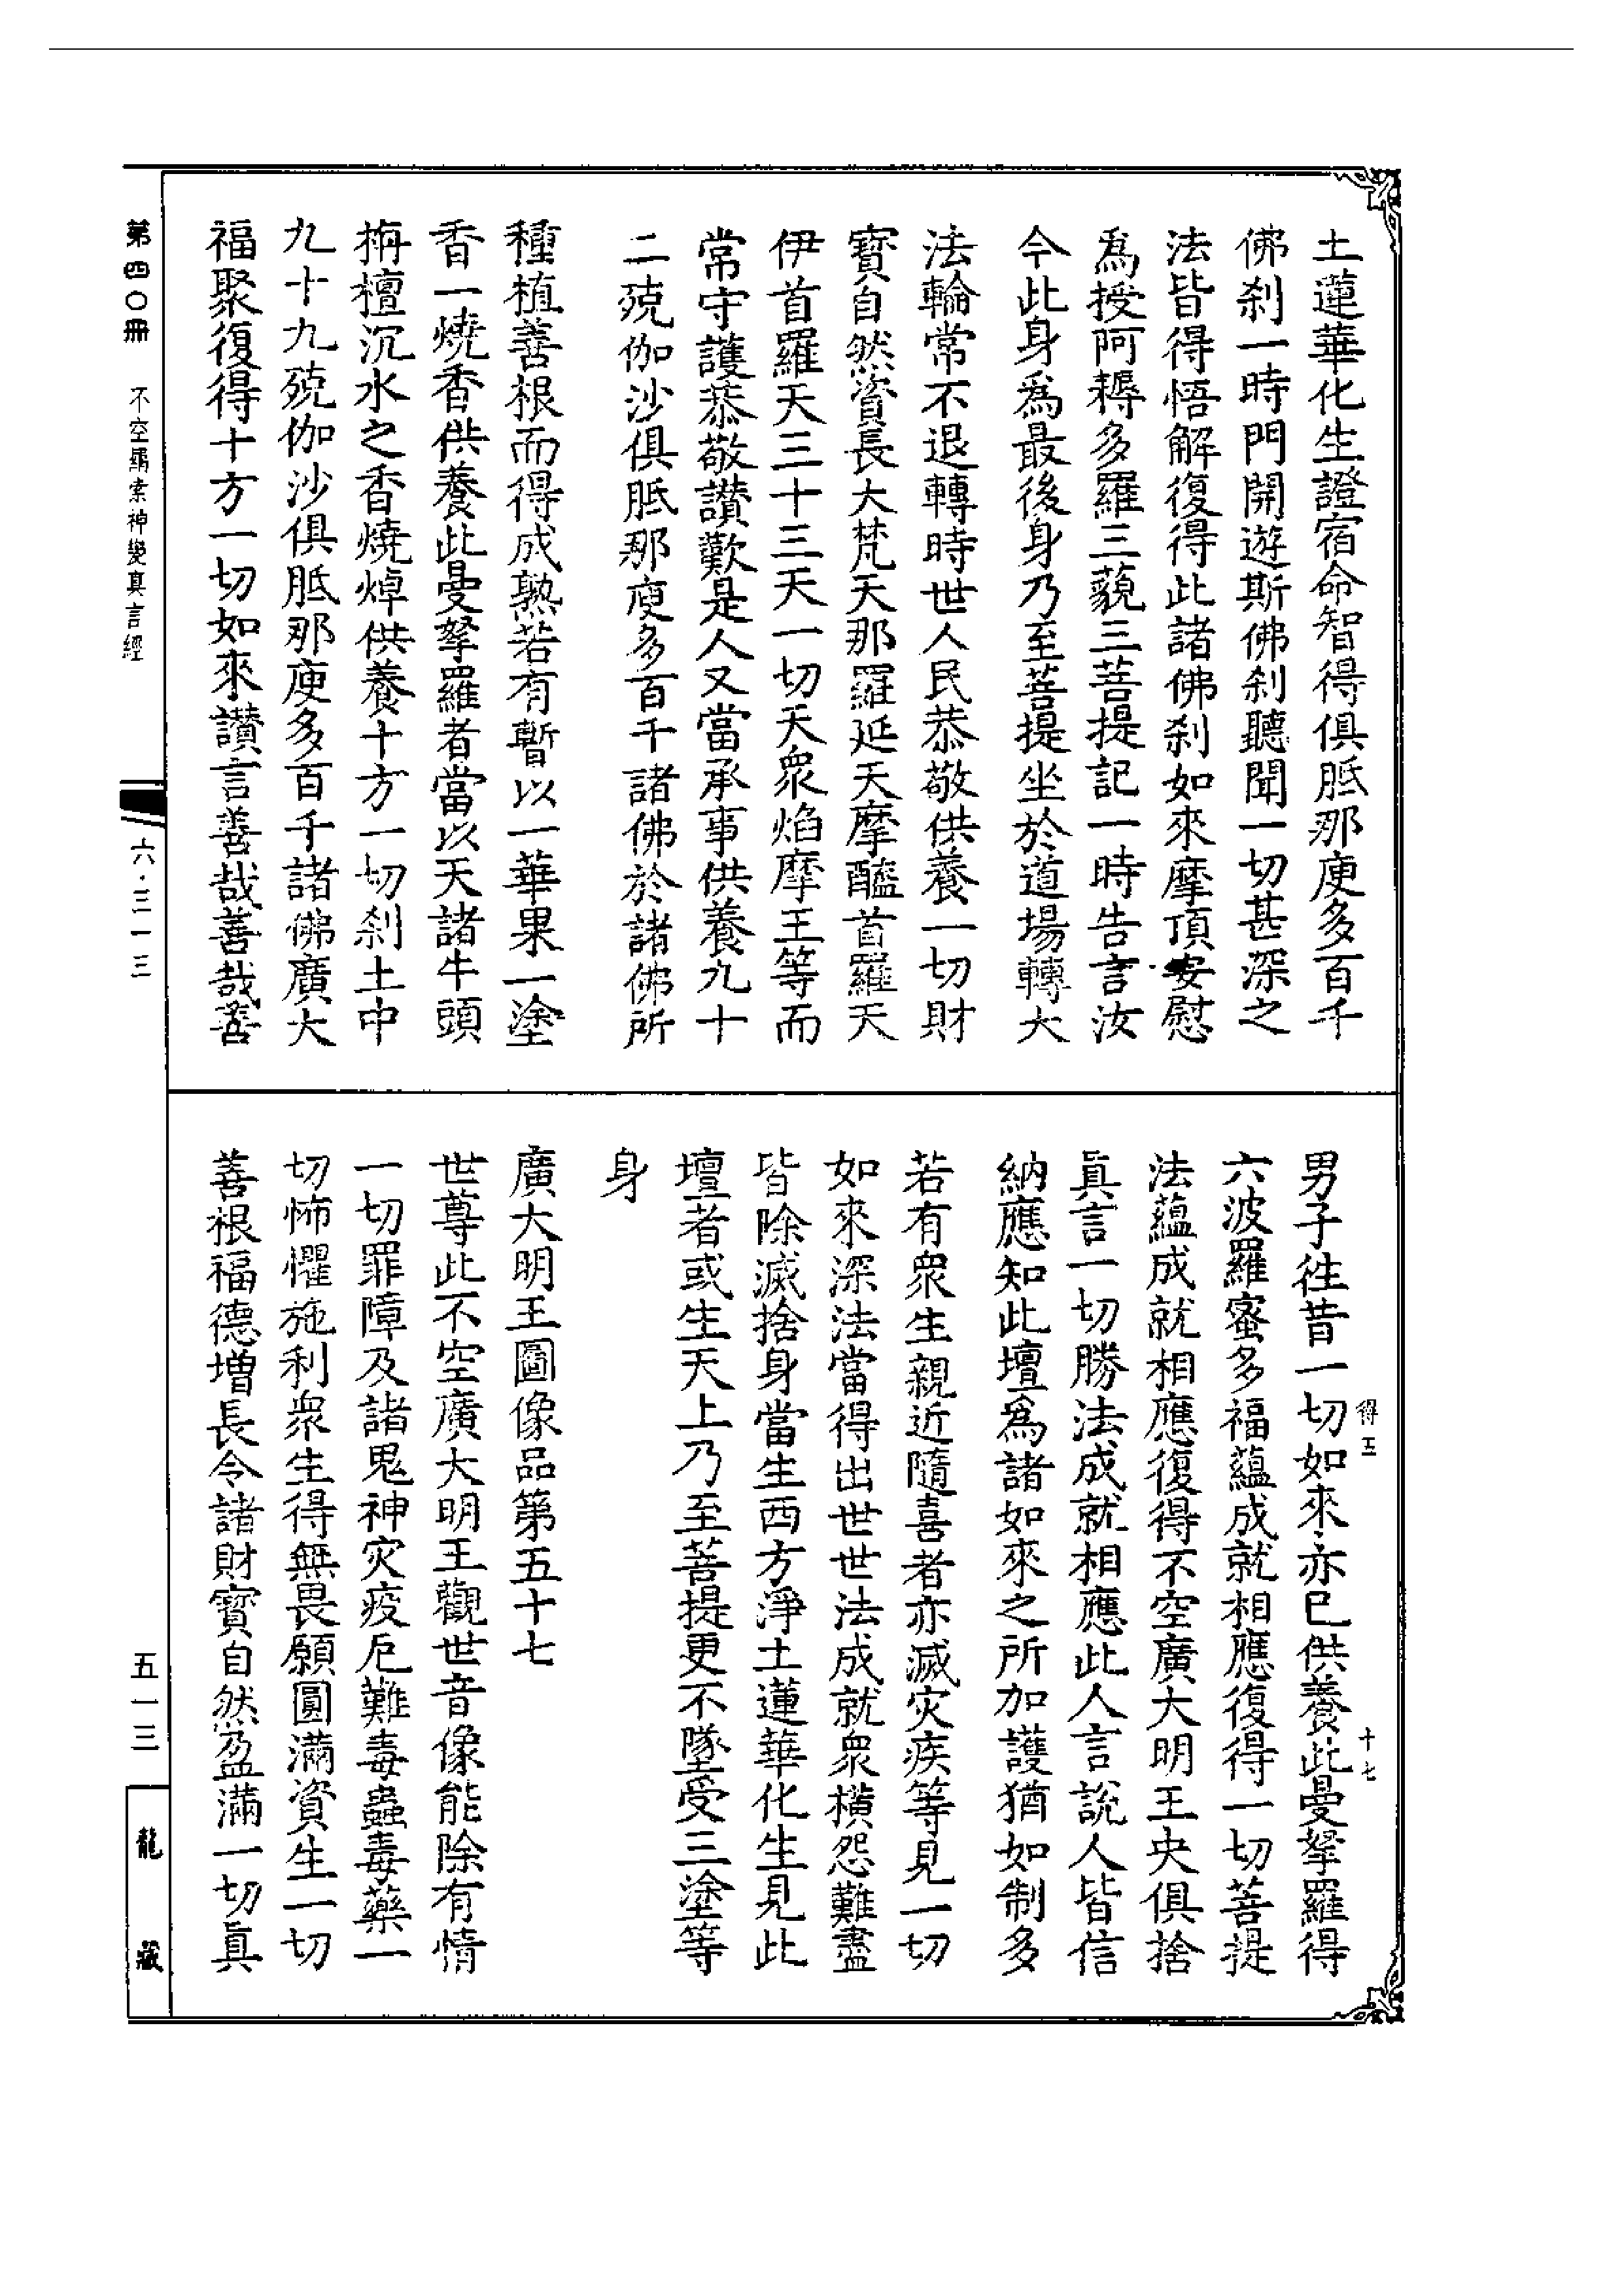 土蓮華化生證宿命智得俱胝那庾多百千
佛刹一時門開遊斯佛刹聽聞一切甚深之
法皆得悟解復得此諸佛刹如來摩頂安慰
爲授阿耨多羅三藐三菩提記一時告言汝
今此身爲最後身乃至菩提坐於道場轉大
法輪常不退轉時世人民恭敬供養一切財
寶自然資長大梵天那羅延天摩醯首羅天
伊首羅天三十三天一切天衆焰摩王等而
常守護恭敬讚歎是人又當承事供養九十
二殑伽沙俱胝那庾多百千諸佛於諸佛所
種植善根而得成熟若有暫以一華果一塗
香一燒香供養此曼拏羅者當以天諸牛頭
栴檀沉水之香燒焯供養十方一切刹土中
九十九殑伽沙俱胝那庾多百千諸佛廣大
福聚復得十方一切如來讚言善哉善哉善
男子徃昔一切如來亦已供養此曼拏羅得
六波羅蜜多福蘊成就相應復得一切菩提
法蘊成就相應復得不空廣大明王央俱捨
眞言一切勝法成就相應此人言說人皆信
納應知此壇爲諸如來之所加護猶如制多
若有衆生親近隨喜者亦滅灾疾等見一切
如來深法當得出世世法成就衆橫怨難盡
皆除滅捨身當生西方淨土蓮華化生見此
壇者或生天上乃至菩提更不墜受三塗等
身
廣大明王圖像品第五十七
世尊此不空廣大明王觀世音像能除有情
一切罪障及諸鬼神灾疫厄難毒蟲毒藥一
切怖懼施利衆生得無畏願圓滿資生一切
善根福德增長令諸財寶自然盈滿一切眞
得五
十七
第四〇冊 不空羂索神變真言經
六·三一三
五一三
龍藏